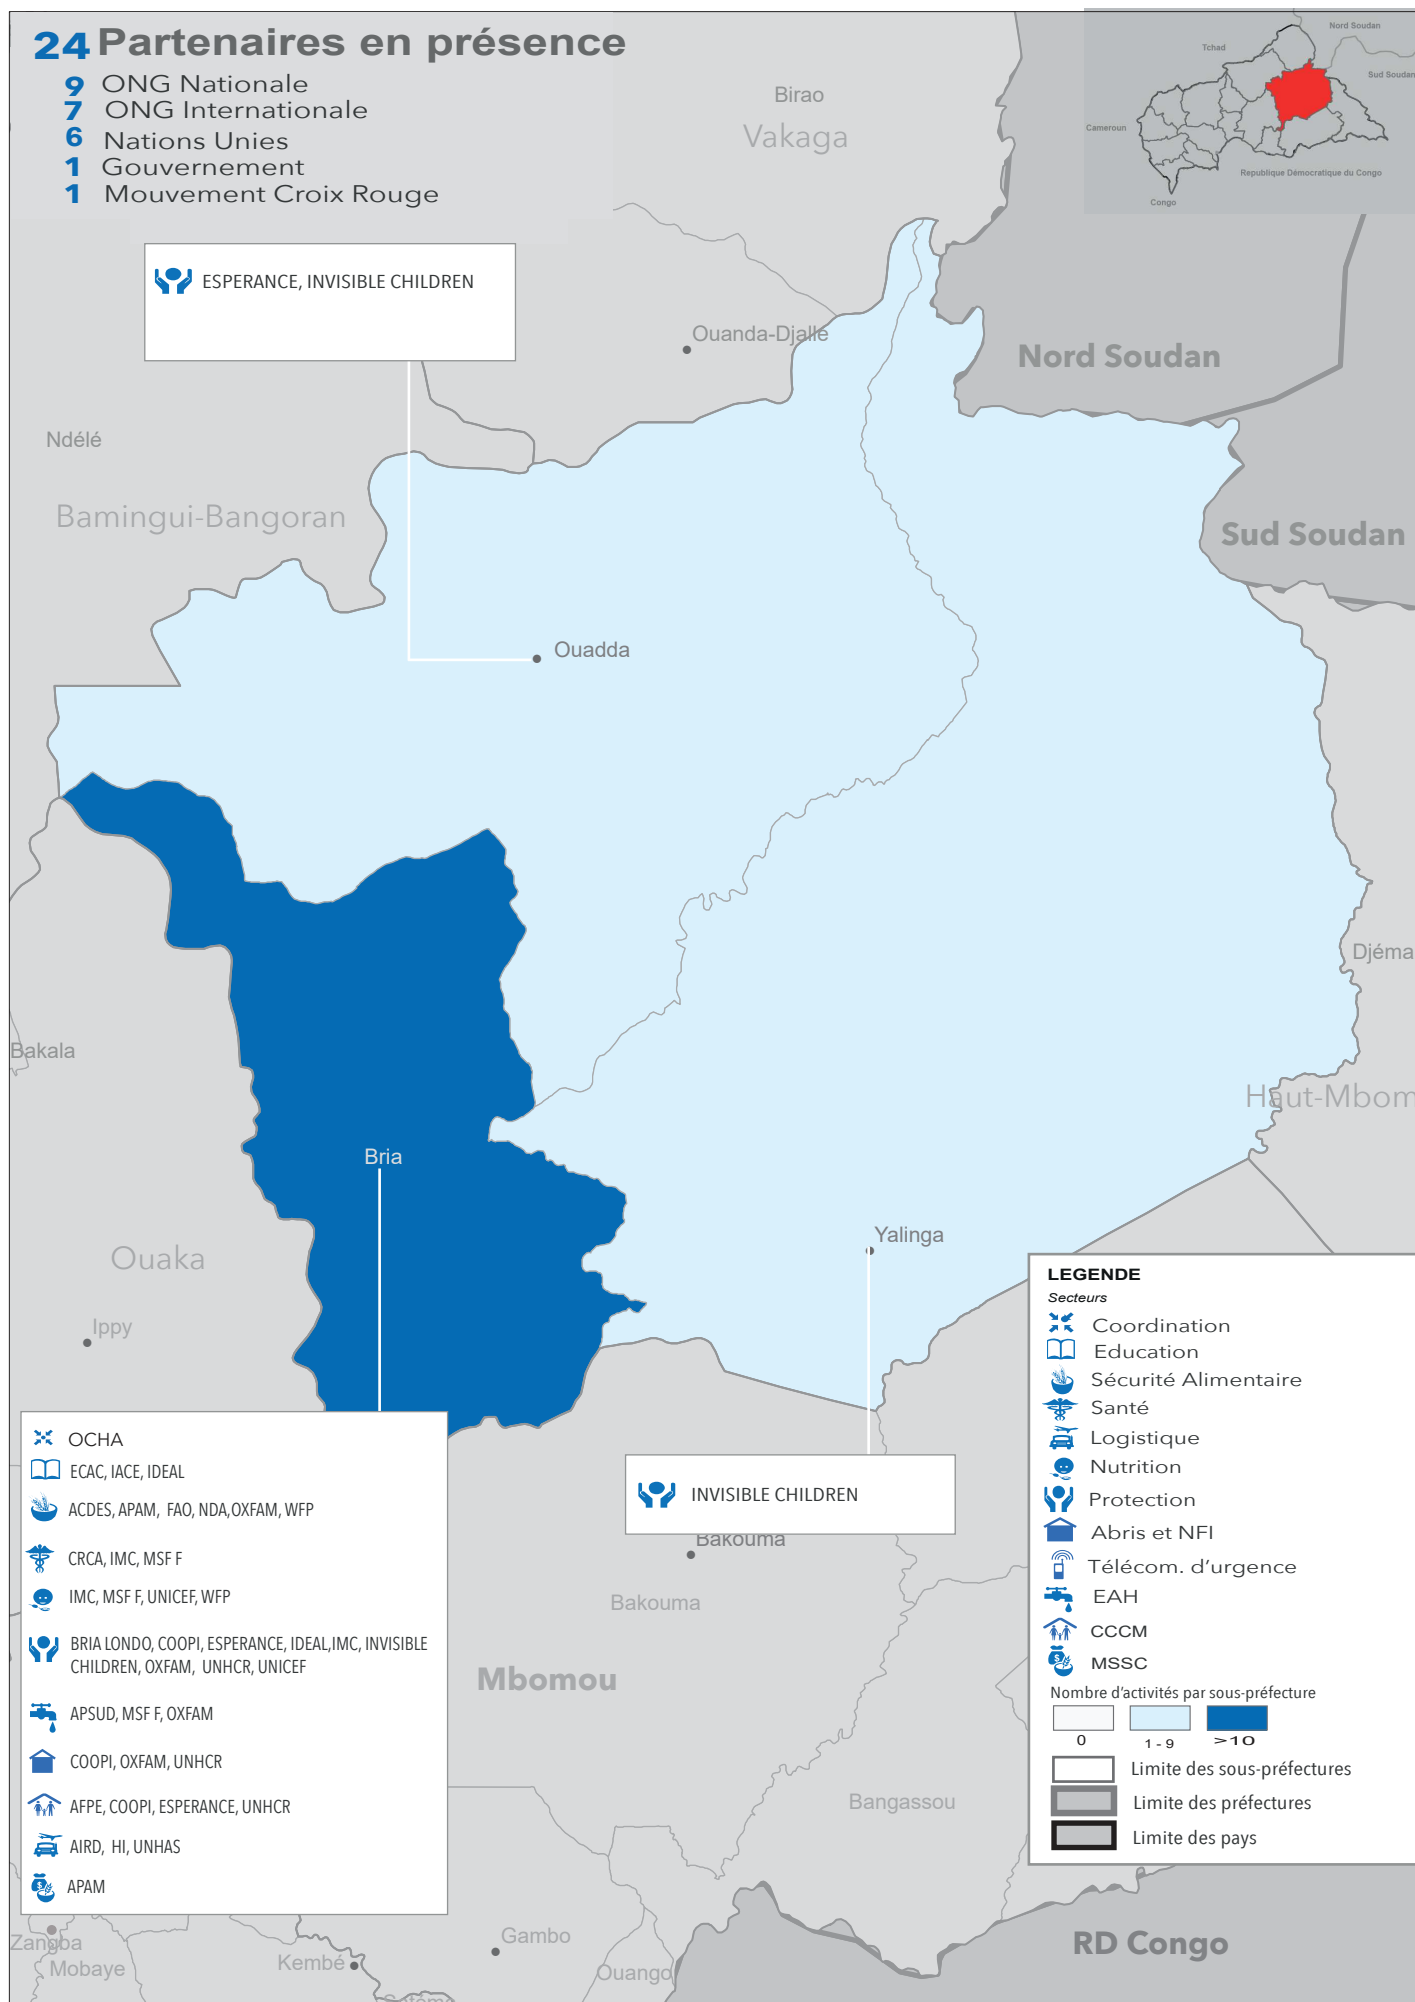 24 Partenaires en présence
9 ONG Nationale
7 ONG Internationale
6 Nations Unies
1 Gouvernement
1 Mouvement Croix Rouge
Nord Soudan
Tchad
Sud Soudan
Cameroun
Republique Démocratique du Congo
Congo
Birao
Vakaga
ESPERANCE, INVISIBLE CHILDREN
Ouanda-Djalle
Nord Soudan
Ndélé
Bamingui-Bangoran
Sud Soudan
Ouadda
Djéma
Bakala
Haut-Mbom
Bria
Yalinga
Ouaka
Ippy
LEGENDE
Secteurs
Coordination
Education
Sécurité Alimentaire
Santé
Logistique
Nutrition
Protection
Abris et NFI
Télécom. d'urgence
EAH
CCCM
MSSC
Nombre d'activités par sous-préfecture
0
1 - 9
>10
Limite des sous-préfectures
Limite des préfectures
Limite des pays
OCHA
ECAC, IACE, IDEAL
ACDES, APAM, FAO, NDA,OXFAM, WFP
CRCA, IMC, MSF F
IMC, MSF F, UNICEF, WFP
BRIA LONDO, COOPI, ESPERANCE, IDEAL,IMC, INVISIBLE
CHILDREN, OXFAM, UNHCR, UNICEF
APSUD, MSF F, OXFAM
COOPI, OXFAM, UNHCR
AFPE, COOPI, ESPERANCE, UNHCR
AIRD, HI, UNHAS
APAM
INVISIBLE CHILDREN
Bakouma
Bakouma
Mbomou
Bangassou
Zangba
Mobaye
Kembé
Gambo
Ouango
RD Congo